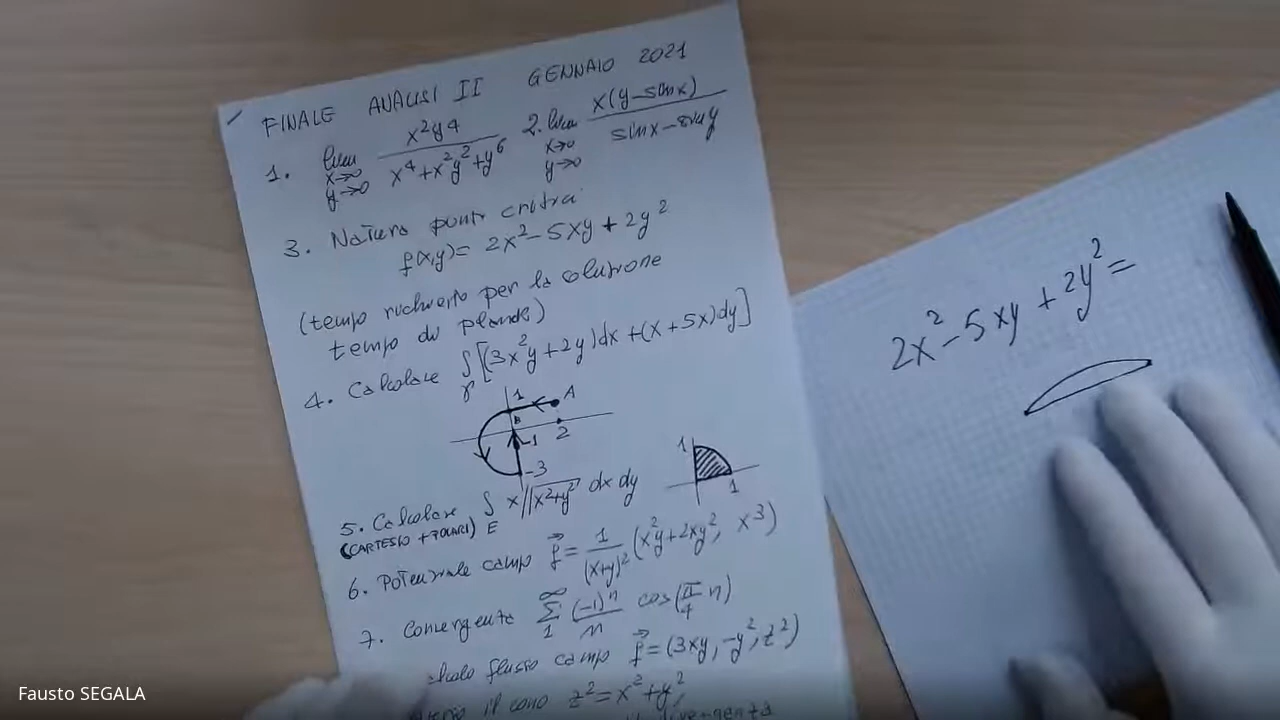 FINALE ANALISI II GENNAIO 2021
1. lim x→0 y→0 x²y⁴ / x⁴+x²y²+y⁶ 2. lim x→0 y→0 x(y-sinx) / sinx-siny
3. Natura punti critici
f(x,y)= 2x²-5xy+2y²
(tempo richiesto per la soluzione
tempo di planck)
4. Calcolare ∫γ [(3x²y+2y)dx+(x+5x)dy]
1 A
B
-1 2
-3
5. Calcolare ∫E x/√x²+y² dx dy
(CARTESIO + POLARI)
1
1
6. Potenziale campo f⃗= 1/(x+y)² (x²y+2xy², x³)
7. Convergenza ∞ Σ 1 (-1)ⁿ/n cos(π/4 n)
flusso campo f⃗=(3xy, -y², z²)
il cono z²=x²+y²,
divergenza
2x²-5xy+2y²=
Fausto SEGALA